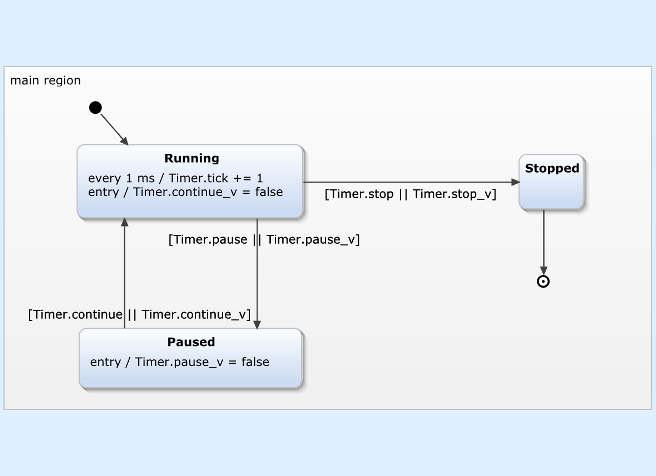 main region
Running
every 1 ms / Timer.tick += 1
entry / Timer.continue_v = false
Stopped
[Timer.stop || Timer.stop_v]
[Timer.pause || Timer.pause_v]
[Timer.continue || Timer.continue_v]
Paused
entry / Timer.pause_v = false